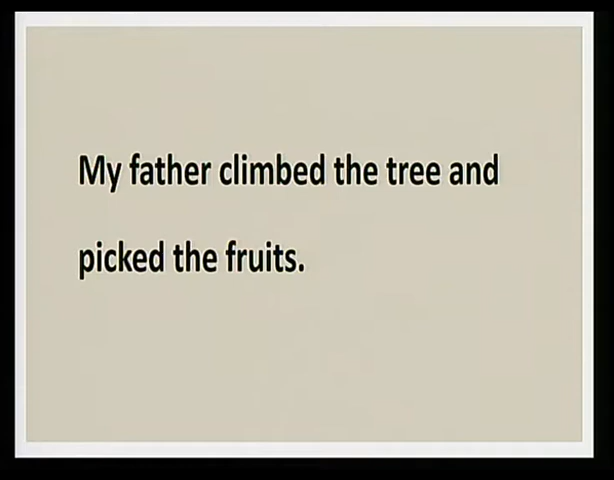 My father climbed the tree and
picked the fruits.